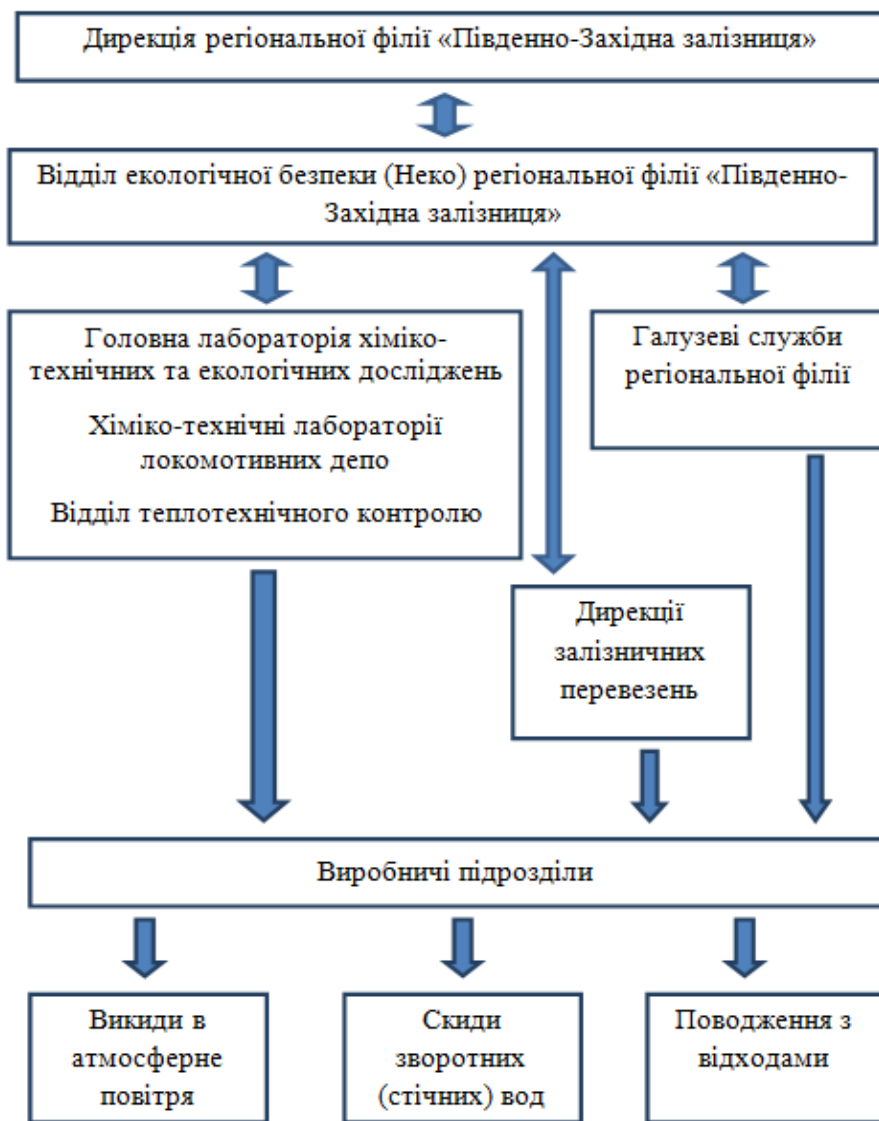 Дирекція регіональної філії «Південно-Західна залізниця»
Відділ екологічної безпеки (Неко) регіональної філії «Південно-
Західна залізниця»
Головна лабораторія хіміко-
технічних та екологічних досліджень
Хіміко-технічні лабораторії
локомотивних депо
Відділ теплотехнічного контролю
Галузеві служби
регіональної філії
Дирекції
залізничних
перевезень
Виробничі підрозділи
Викиди в
атмосферне
повітря
Скиди
зворотних
(стічних) вод
Поводження з
відходами